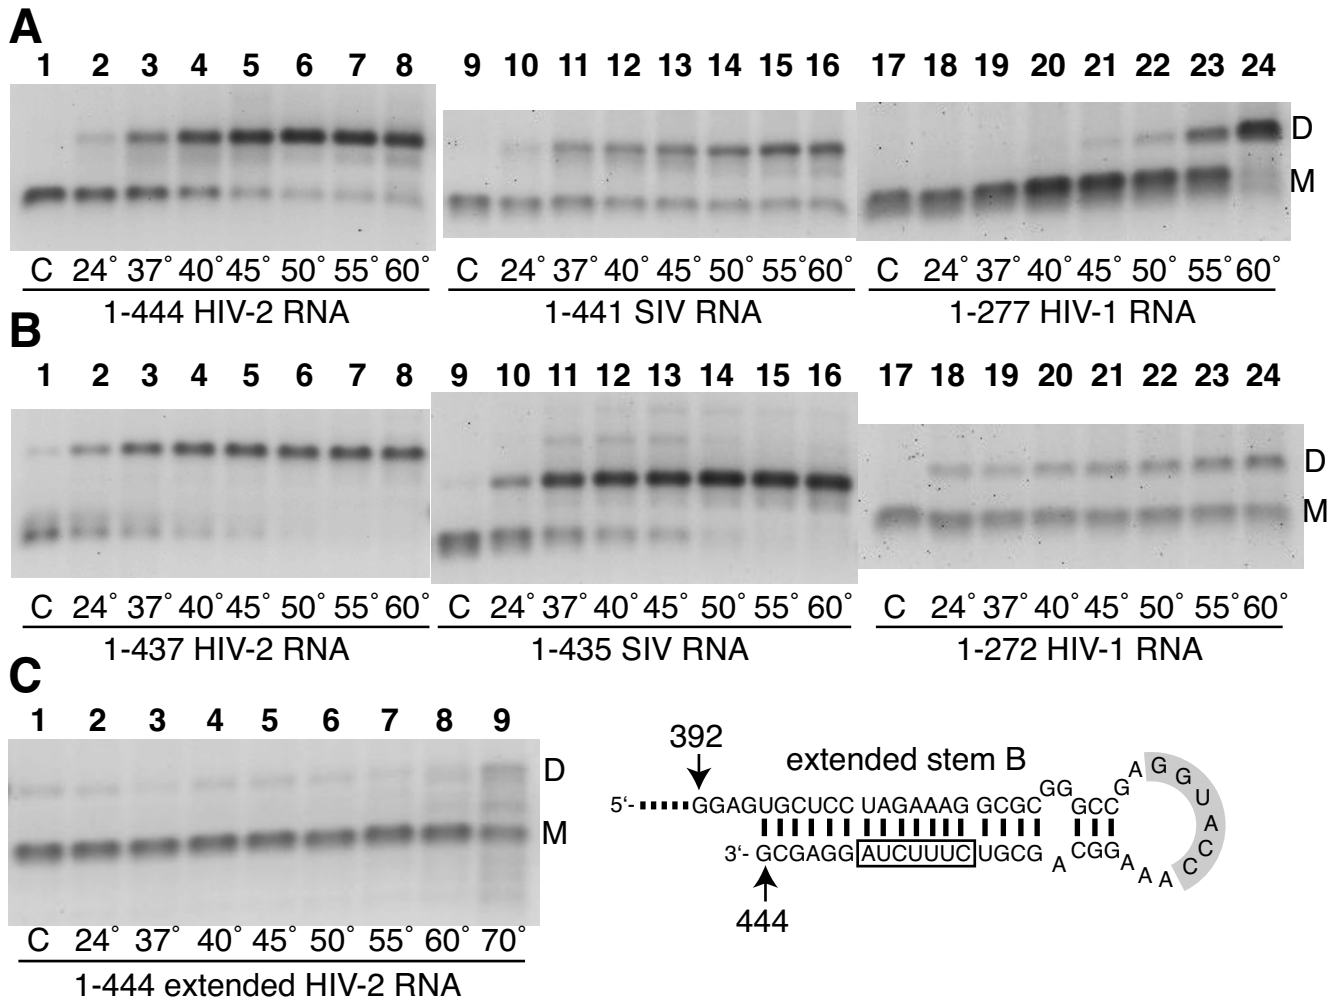 A
1 2 3 4 5 6 7 8 9 10 11 12 13 14 15 16 17 18 19 20 21 22 23 24
D
M
C 24° 37° 40° 45° 50° 55° 60° C 24° 37° 40° 45° 50° 55° 60° C 24° 37° 40° 45° 50° 55° 60°
1-444 HIV-2 RNA 1-441 SIV RNA 1-277 HIV-1 RNA
B
1 2 3 4 5 6 7 8 9 10 11 12 13 14 15 16 17 18 19 20 21 22 23 24
D
M
C 24° 37° 40° 45° 50° 55° 60° C 24° 37° 40° 45° 50° 55° 60° C 24° 37° 40° 45° 50° 55° 60°
1-437 HIV-2 RNA 1-435 SIV RNA 1-272 HIV-1 RNA
C
1 2 3 4 5 6 7 8 9
D
M
C 24° 37° 40° 45° 50° 55° 60° 70°
1-444 extended HIV-2 RNA
392
extended stem B
5‘- GGAGUGCUCC UAGAAAG GCGC GG GCC G A G G U A C C
3‘- GCGAGG AUCUUUC UGCG A CGG A A A
444